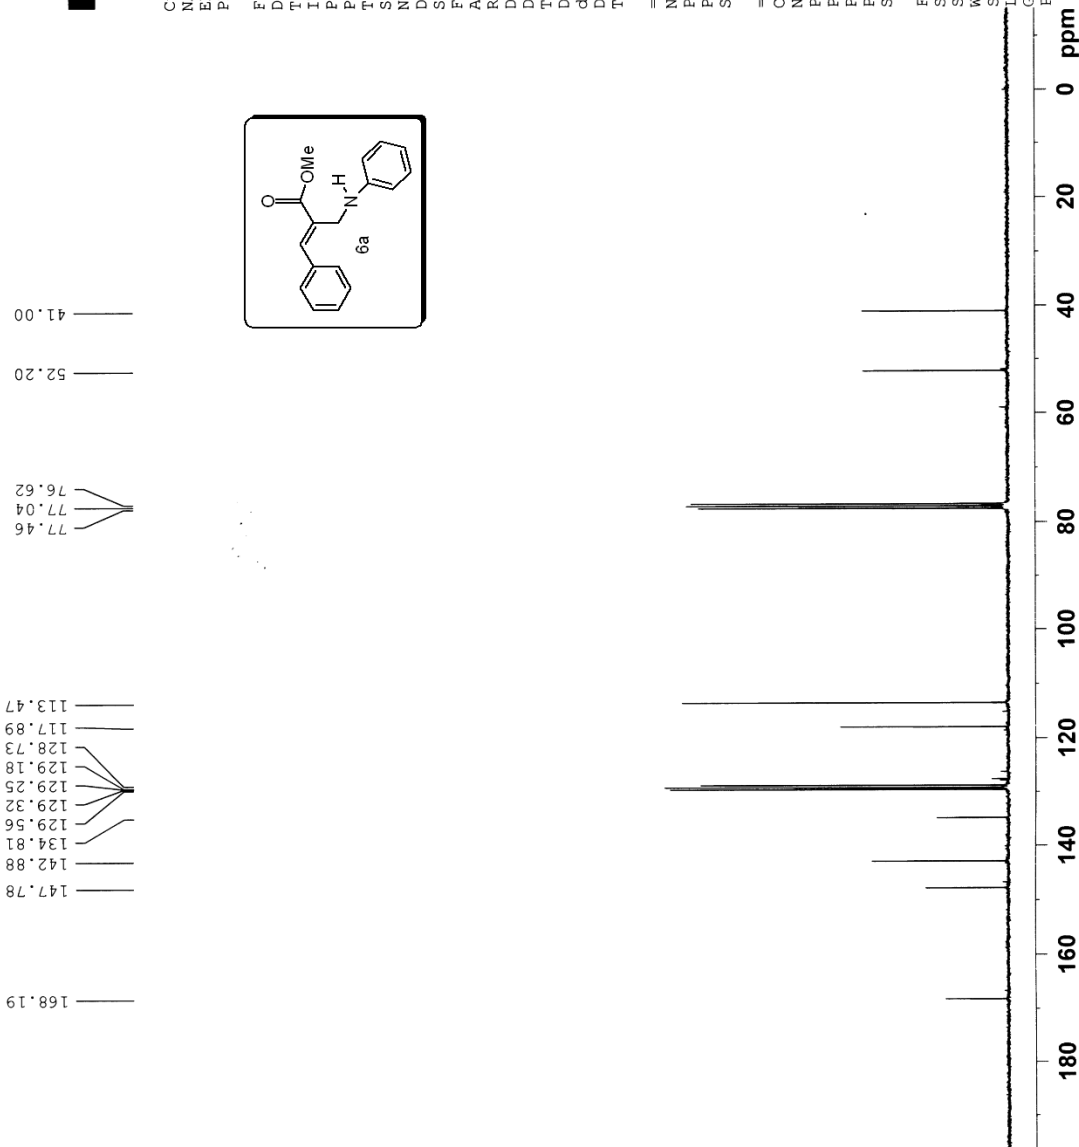 C
N
E
P
F
D
T
I
P
P
T
S
N
D
S
F
A
R
D
D
T
D
d
D
T
=
N
P
P
S
=
C
N
P
P
P
P
S
F
S
S
W
S
L
G
P
O
OMe
H
N
6a
168.19
147.78
142.88
134.81
129.56
129.32
129.25
129.18
128.73
117.89
113.47
77.46
77.04
76.62
52.20
41.00
180
160
140
120
100
80
60
40
20
0
ppm